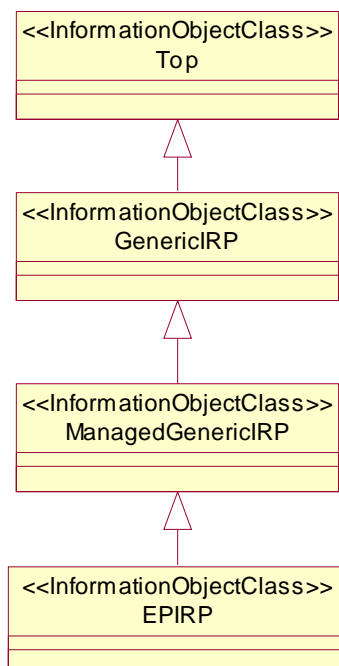 <<InformationObjectClass>>
Top
<<InformationObjectClass>>
GenericIRP
<<InformationObjectClass>>
ManagedGenericIRP
<<InformationObjectClass>>
EPIRP